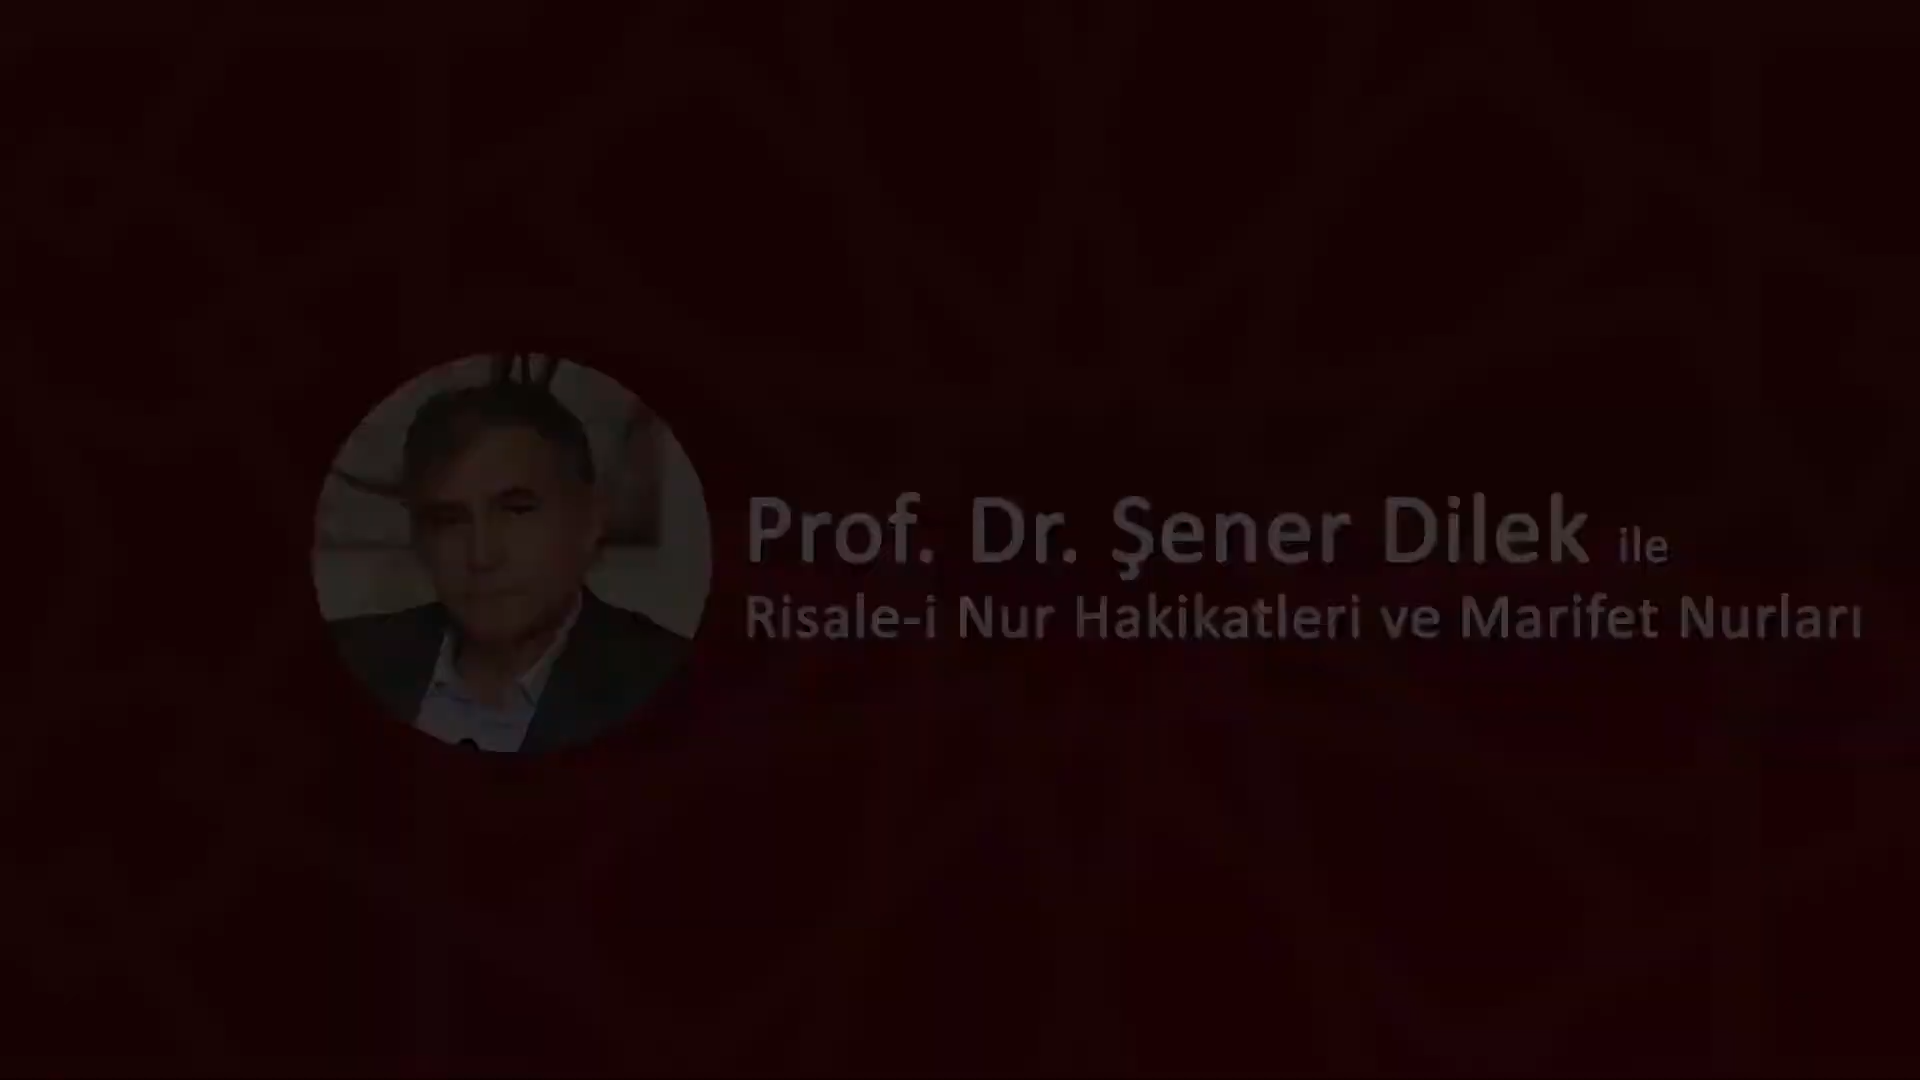 Prof. Dr. Şener Dilek ile
Risale-i Nur Hakikatleri ve Marifet Nurları